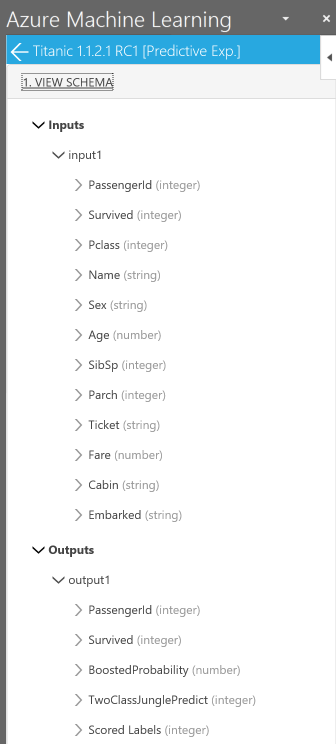 Azure Machine Learning
Titanic 1.1.2.1 RC1 [Predictive Exp.]
1. VIEW SCHEMA
Inputs
input1
PassengerId (integer)
Survived (integer)
Pclass (integer)
Name (string)
Sex (string)
Age (number)
SibSp (integer)
Parch (integer)
Ticket (string)
Fare (number)
Cabin (string)
Embarked (string)
Outputs
output1
PassengerId (integer)
Survived (integer)
BoostedProbability (number)
TwoClassJunglePredict (integer)
Scored Labels (integer)